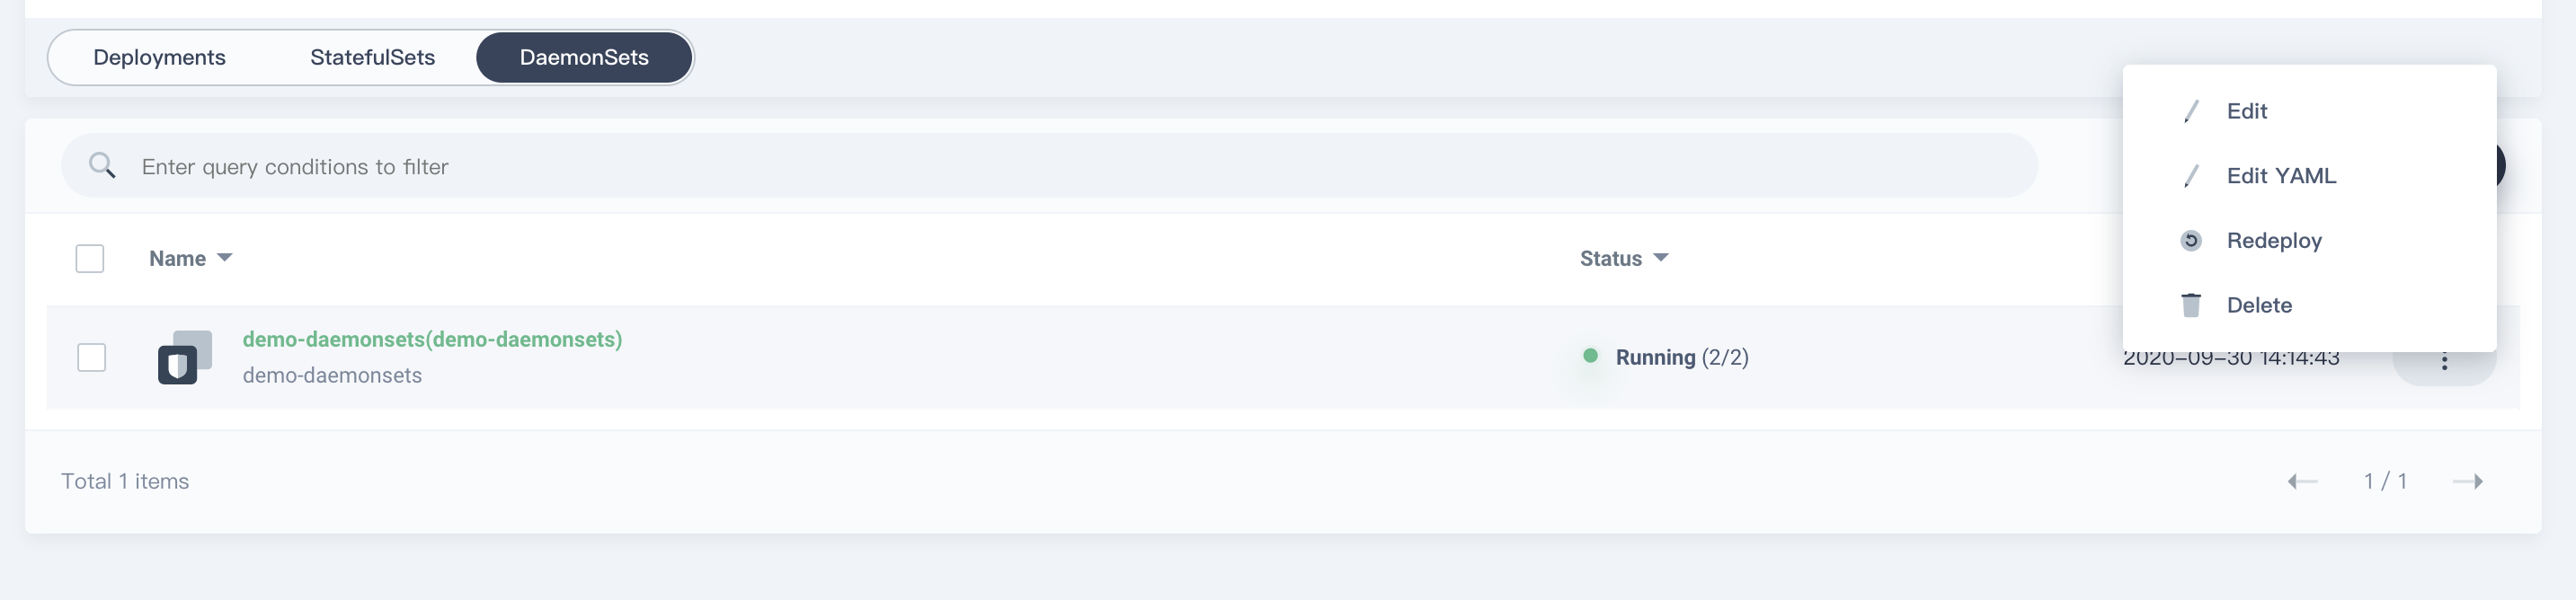 Deployments StatefulSets DaemonSets
Edit
Enter query conditions to filter
Edit YAML
Redeploy
Name Status
Delete
demo-daemonsets(demo-daemonsets)
demo-daemonsets
Running (2/2) 2020-09-30 14:14:43
Total 1 items 1 / 1